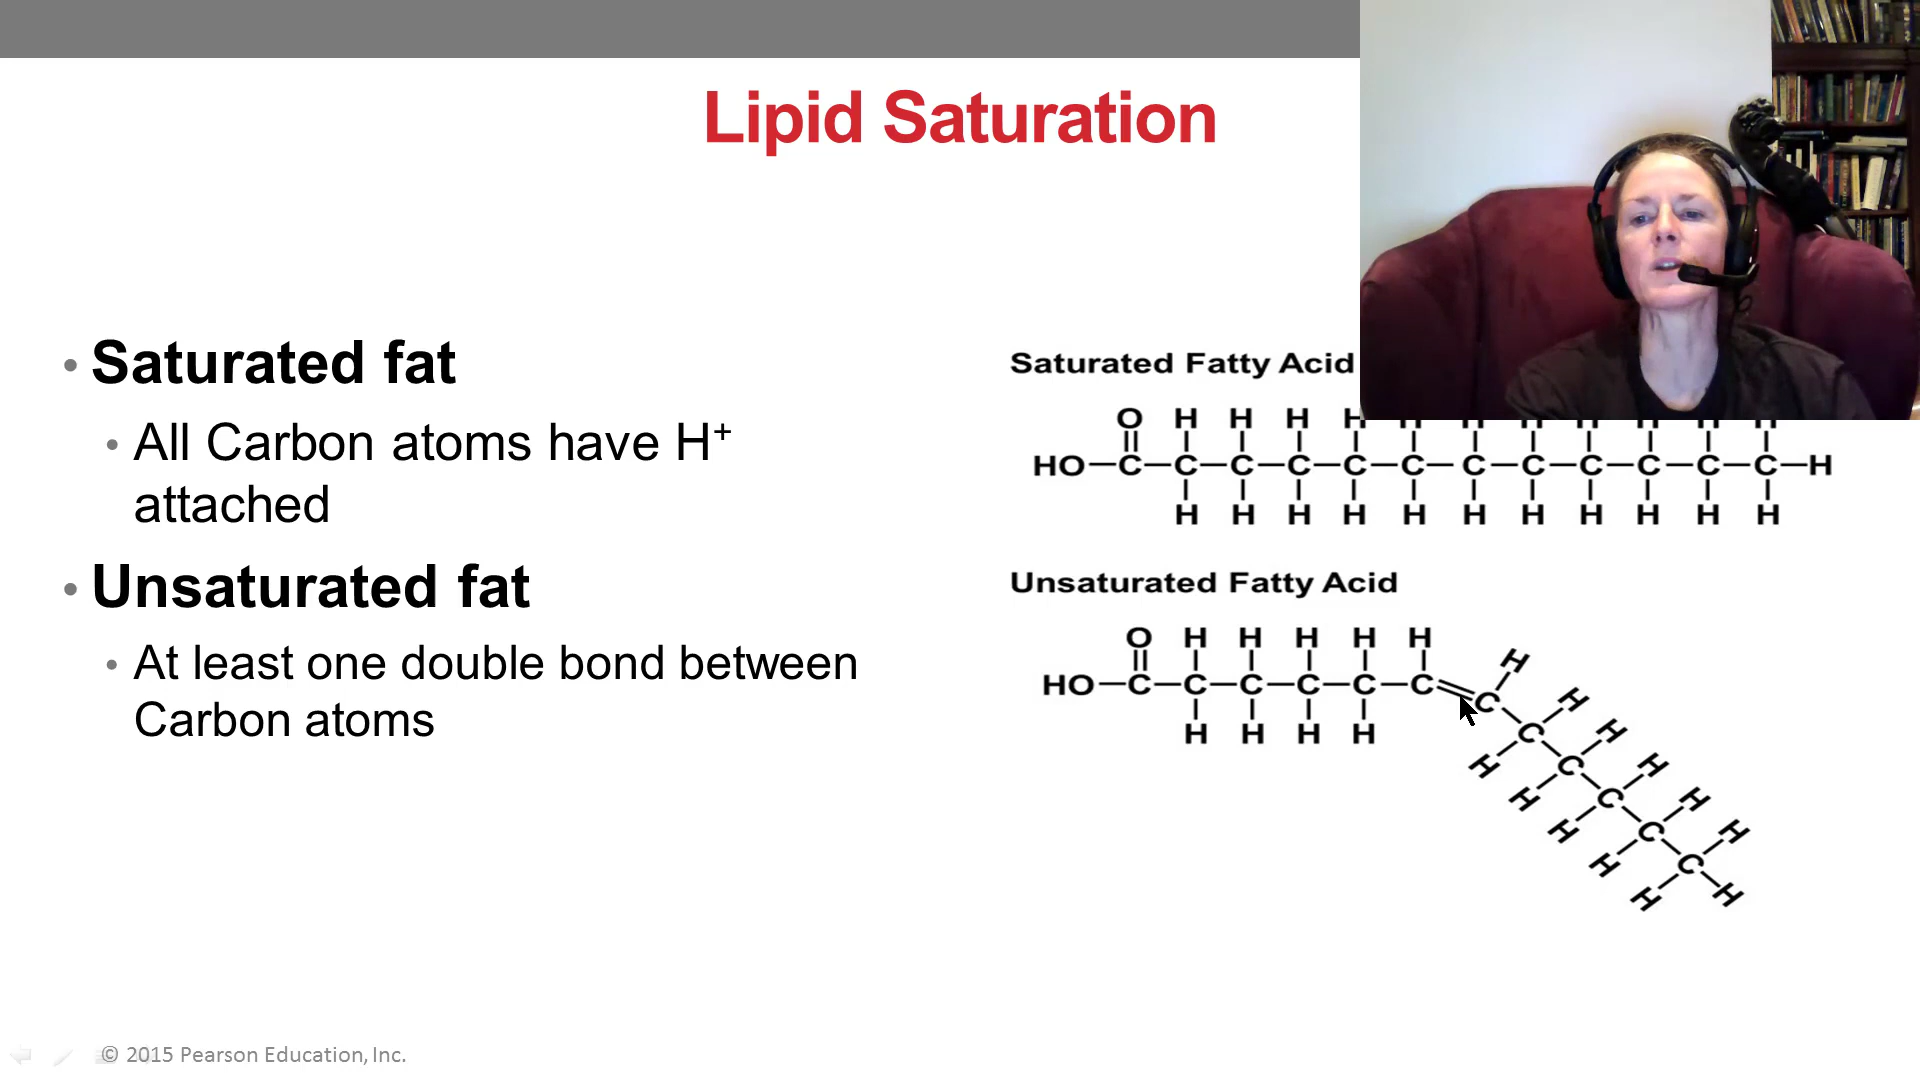 Lipid Saturation
• Saturated fat
• All Carbon atoms have H⁺
attached
• Unsaturated fat
• At least one double bond between
Carbon atoms
Saturated Fatty Acid
O H H H H H H H H H H H
HO–C–C–C–C–C–C–C–C–C–C–C–C–H
H H H H H H H H H H H
Unsaturated Fatty Acid
O H H H H H H H H H H H
HO–C–C–C–C–C–C=C–C–C–C–C–C–H
H H H H H H H H H
© 2015 Pearson Education, Inc.